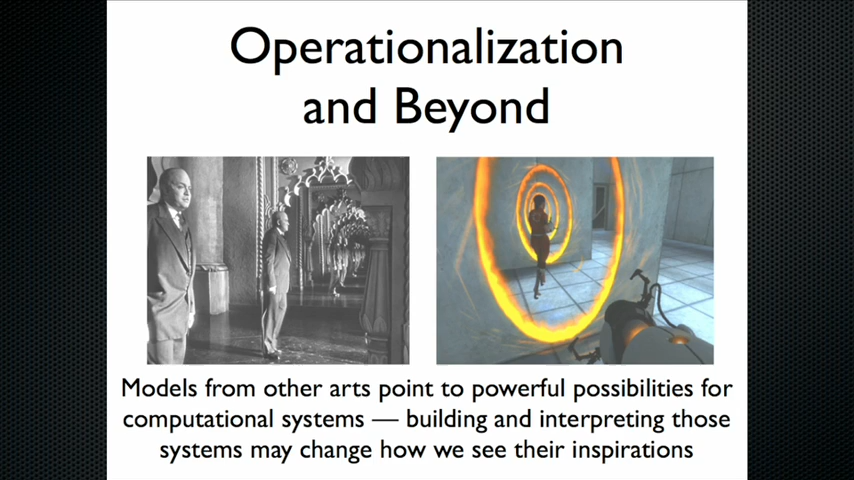 Operationalization
and Beyond
Models from other arts point to powerful possibilities for
computational systems — building and interpreting those
systems may change how we see their inspirations